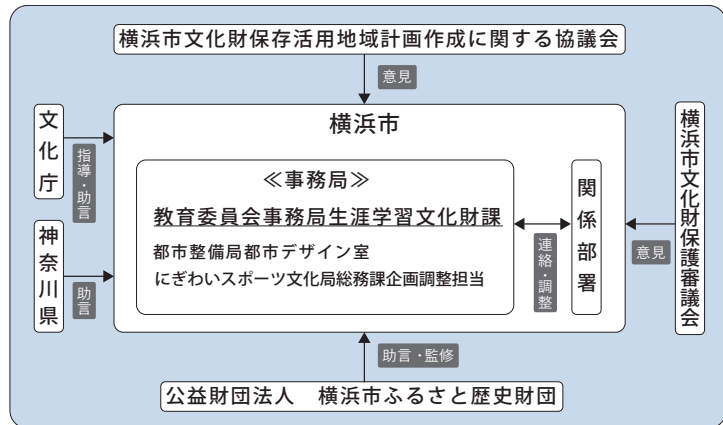 横浜市文化財保存活用地域計画作成に関する協議会
意見
横浜市
文化庁
指導・助言
神奈川県
助言
≪事務局≫
教育委員会事務局生涯学習文化財課
都市整備局都市デザイン室
にぎわいスポーツ文化局総務課企画調整担当
連絡・調整
関係部署
意見
横浜市文化財保護審議会
助言・監修
公益財団法人　横浜市ふるさと歴史財団